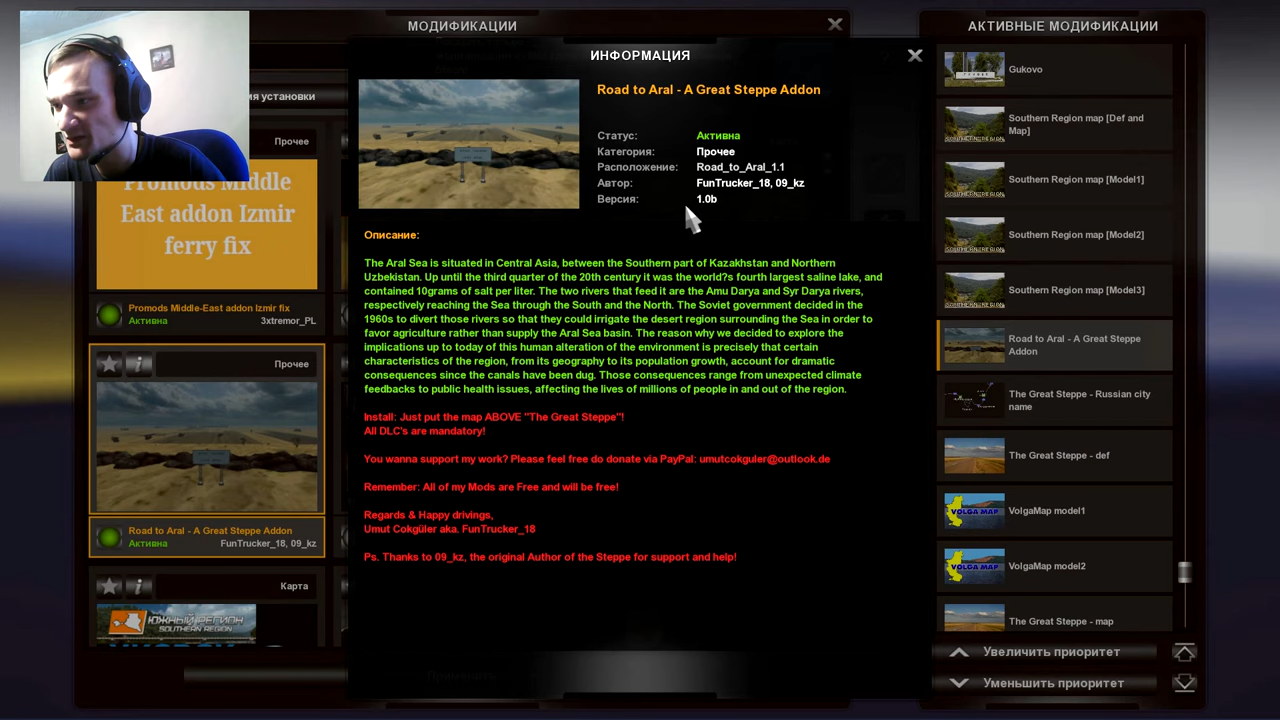 МОДИФИКАЦИИ
ИНФОРМАЦИЯ
АКТИВНЫЕ МОДИФИКАЦИИ
установки
Прочее
Promods Middle
East addon Izmir
ferry fix
Promods Middle-East addon Izmir fix
Активна
3xtremor_PL
Прочее
Road to Aral - A Great Steppe Addon
Активна
FunTrucker_18, 09_kz
Карта
ЮЖНЫЙ РЕГИОН
SOUTHERN REGION
Road to Aral - A Great Steppe Addon
Статус: Активна
Категория: Прочее
Расположение: Road_to_Aral_1.1
Автор: FunTrucker_18, 09_kz
Версия: 1.0b
Описание:
The Aral Sea is situated in Central Asia, between the Southern part of Kazakhstan and Northern
Uzbekistan. Up until the third quarter of the 20th century it was the world?s fourth largest saline lake, and
contained 10grams of salt per liter. The two rivers that feed it are the Amu Darya and Syr Darya rivers,
respectively reaching the Sea through the South and the North. The Soviet government decided in the
1960s to divert those rivers so that they could irrigate the desert region surrounding the Sea in order to
favor agriculture rather than supply the Aral Sea basin. The reason why we decided to explore the
implications up to today of this human alteration of the environment is precisely that certain
characteristics of the region, from its geography to its population growth, account for dramatic
consequences since the canals have been dug. Those consequences range from unexpected climate
feedbacks to public health issues, affecting the lives of millions of people in and out of the region.
Install: Just put the map ABOVE "The Great Steppe"!
All DLC's are mandatory!
You wanna support my work? Please feel free do donate via PayPal: umutcokguler@outlook.de
Remember: All of my Mods are Free and will be free!
Regards & Happy drivings,
Umut Cokgüler aka. FunTrucker_18
Ps. Thanks to 09_kz, the original Author of the Steppe for support and help!
Gukovo
Southern Region map [Def and
Map]
Southern Region map [Model1]
Southern Region map [Model2]
Southern Region map [Model3]
Road to Aral - A Great Steppe
Addon
The Great Steppe - Russian city
name
The Great Steppe - def
VOLGA MAP
VolgaMap model1
VOLGA MAP
VolgaMap model2
The Great Steppe - map
Увеличить приоритет
Уменьшить приоритет